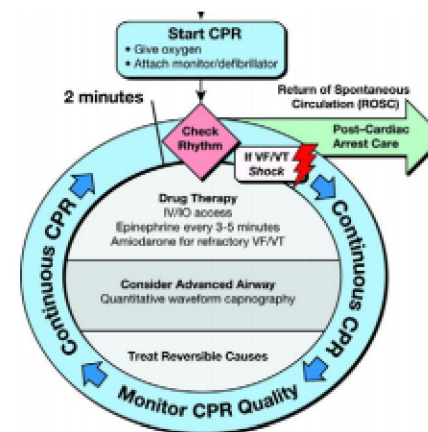 Start CPR
• Give oxygen
• Attach monitor/defibrillator
2 minutes
Return of Spontaneous
Circulation (ROSC)
Check
Rhythm
Post–Cardiac
Arrest Care
If VF/VT
Shock
Drug Therapy
IV/IO access
Epinephrine every 3-5 minutes
Amiodarone for refractory VF/VT
Consider Advanced Airway
Quantitative waveform capnography
Treat Reversible Causes
Continuous CPR
Continuous CPR
Monitor CPR Quality